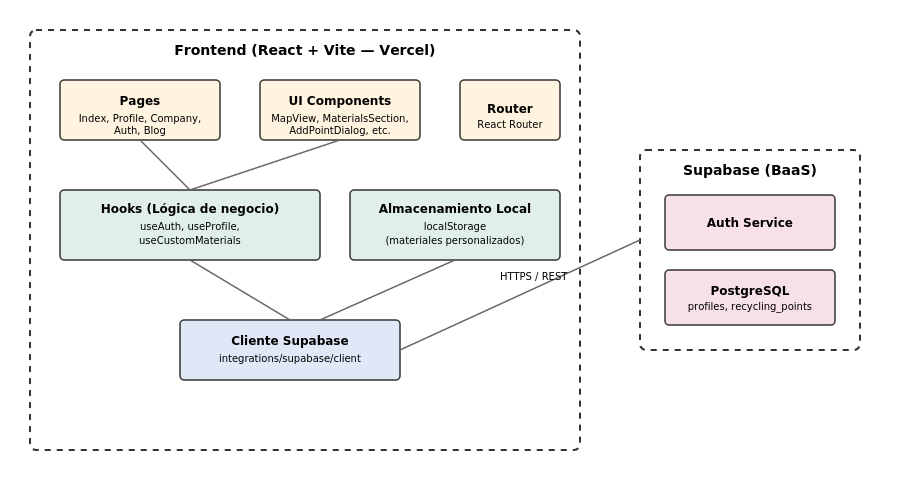 Frontend (React + Vite — Vercel)
Pages
Index, Profile, Company,
Auth, Blog
UI Components
MapView, MaterialsSection,
AddPointDialog, etc.
Router
React Router
Hooks (Lógica de negocio)
useAuth, useProfile,
useCustomMaterials
Almacenamiento Local
localStorage
(materiales personalizados)
HTTPS / REST
Cliente Supabase
integrations/supabase/client
Supabase (BaaS)
Auth Service
PostgreSQL
profiles, recycling_points